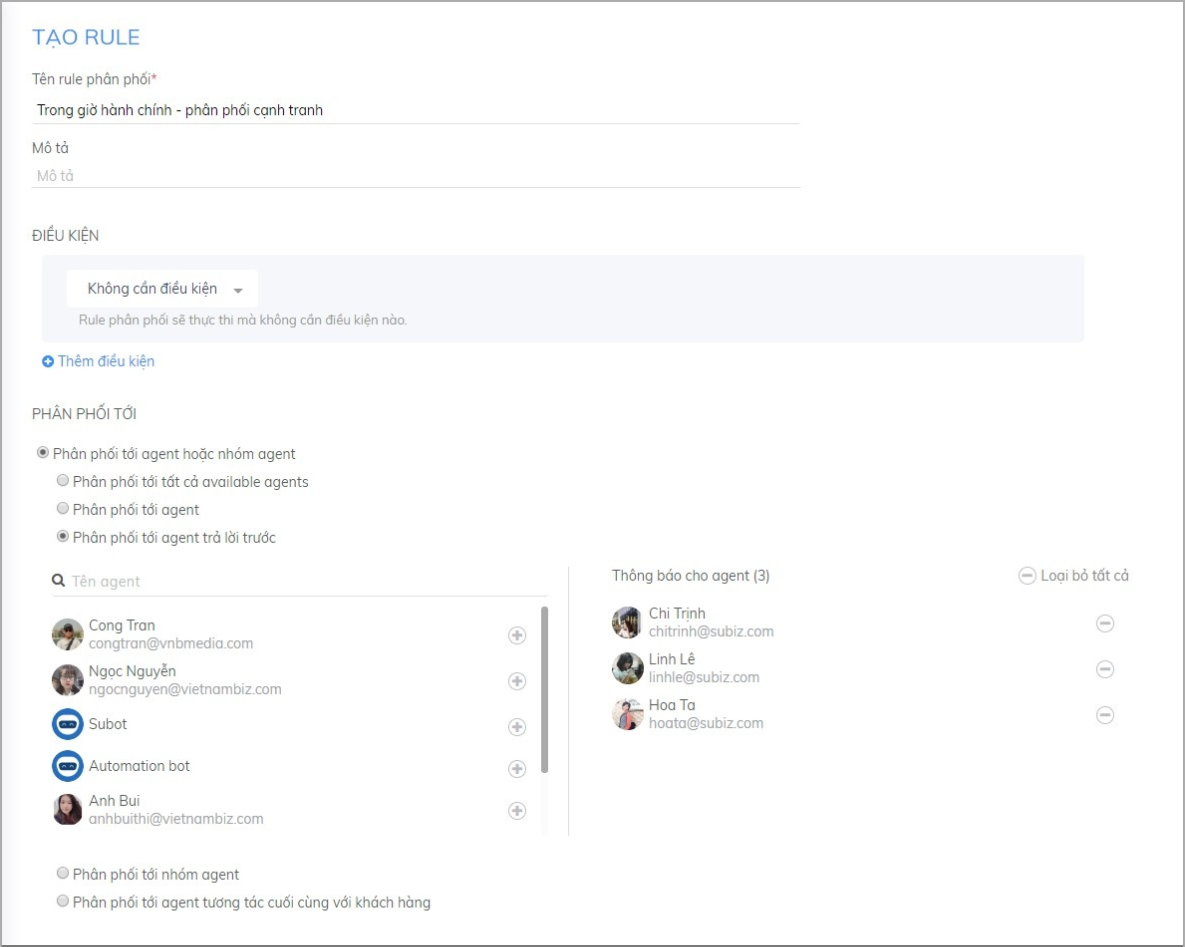 TẠO RULE
Tên rule phân phối*
Trong giờ hành chính - phân phối cạnh tranh
Mô tả
Mô tả
ĐIỀU KIỆN
Không cần điều kiện
Rule phân phối sẽ thực thi mà không cần điều kiện nào.
Thêm điều kiện
PHÂN PHỐI TỚI
Phân phối tới agent hoặc nhóm agent
Phân phối tới tất cả available agents
Phân phối tới agent
Phân phối tới agent trả lời trước
Tên agent
Cong Tran
congtran@vnbmedia.com
Ngọc Nguyễn
ngocnguyen@vietnambiz.com
Subot
Automation bot
Anh Bui
anhbuithi@vietnambiz.com
Thông báo cho agent (3)
Loại bỏ tất cả
Chi Trịnh
chitrinh@subiz.com
Linh Lê
linhle@subiz.com
Hoa Ta
hoata@subiz.com
Phân phối tới nhóm agent
Phân phối tới agent tương tác cuối cùng với khách hàng